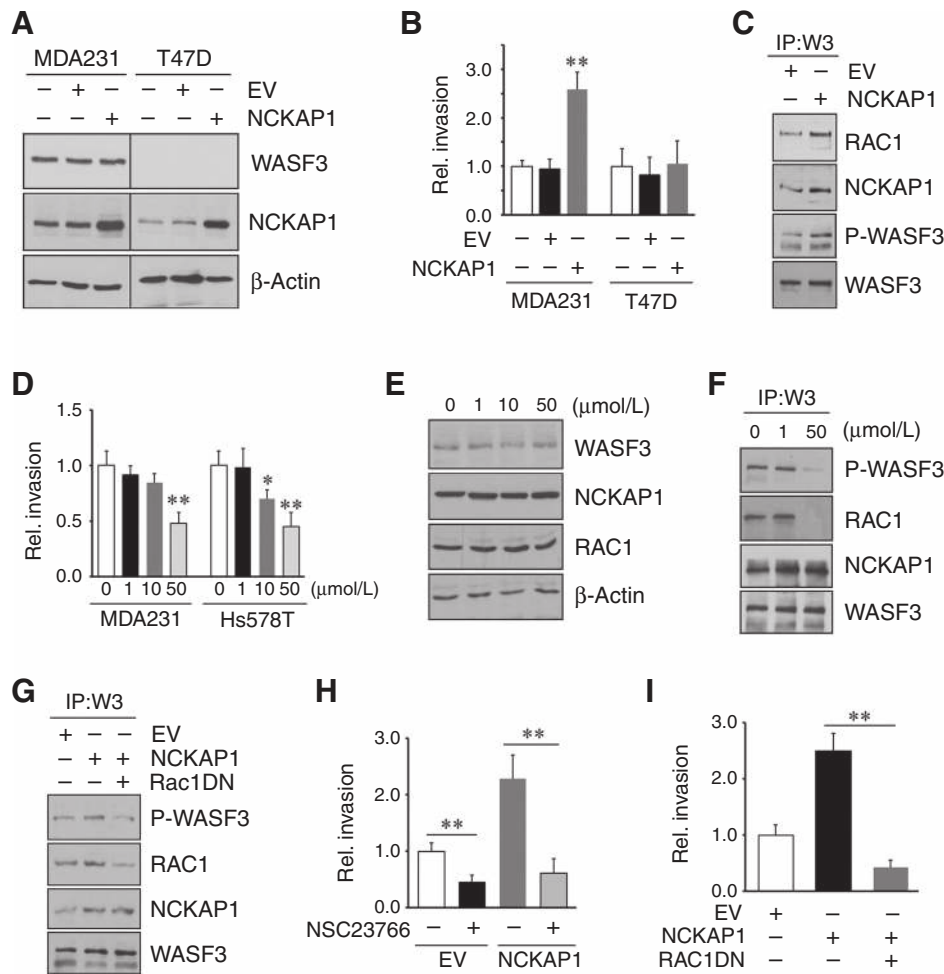 A
MDA231 T47D
– + – – + – EV
– – + – – + NCKAP1
WASF3
NCKAP1
β-Actin
B
Rel. invasion
3.0
2.0
1.0
0.0
**
EV – + – – + –
NCKAP1 – – + – – +
MDA231 T47D
C
IP:W3
+ – EV
– + NCKAP1
RAC1
NCKAP1
P-WASF3
WASF3
D
Rel. invasion
1.5
1.0
0.5
0.0
** * **
0 1 10 50 0 1 10 50 (μmol/L)
MDA231 Hs578T
E
0 1 10 50 (μmol/L)
WASF3
NCKAP1
RAC1
β-Actin
F
IP:W3
0 1 50 (μmol/L)
P-WASF3
RAC1
NCKAP1
WASF3
G
IP:W3
+ – – EV
– + + NCKAP1
– – + Rac1DN
P-WASF3
RAC1
NCKAP1
WASF3
H
Rel. invasion
3.0
2.0
1.0
0.0
** **
NSC23766 – + – +
EV NCKAP1
I
Rel. invasion
3.0
2.0
1.0
0.0
**
EV + – –
NCKAP1 – + +
RAC1DN – – +